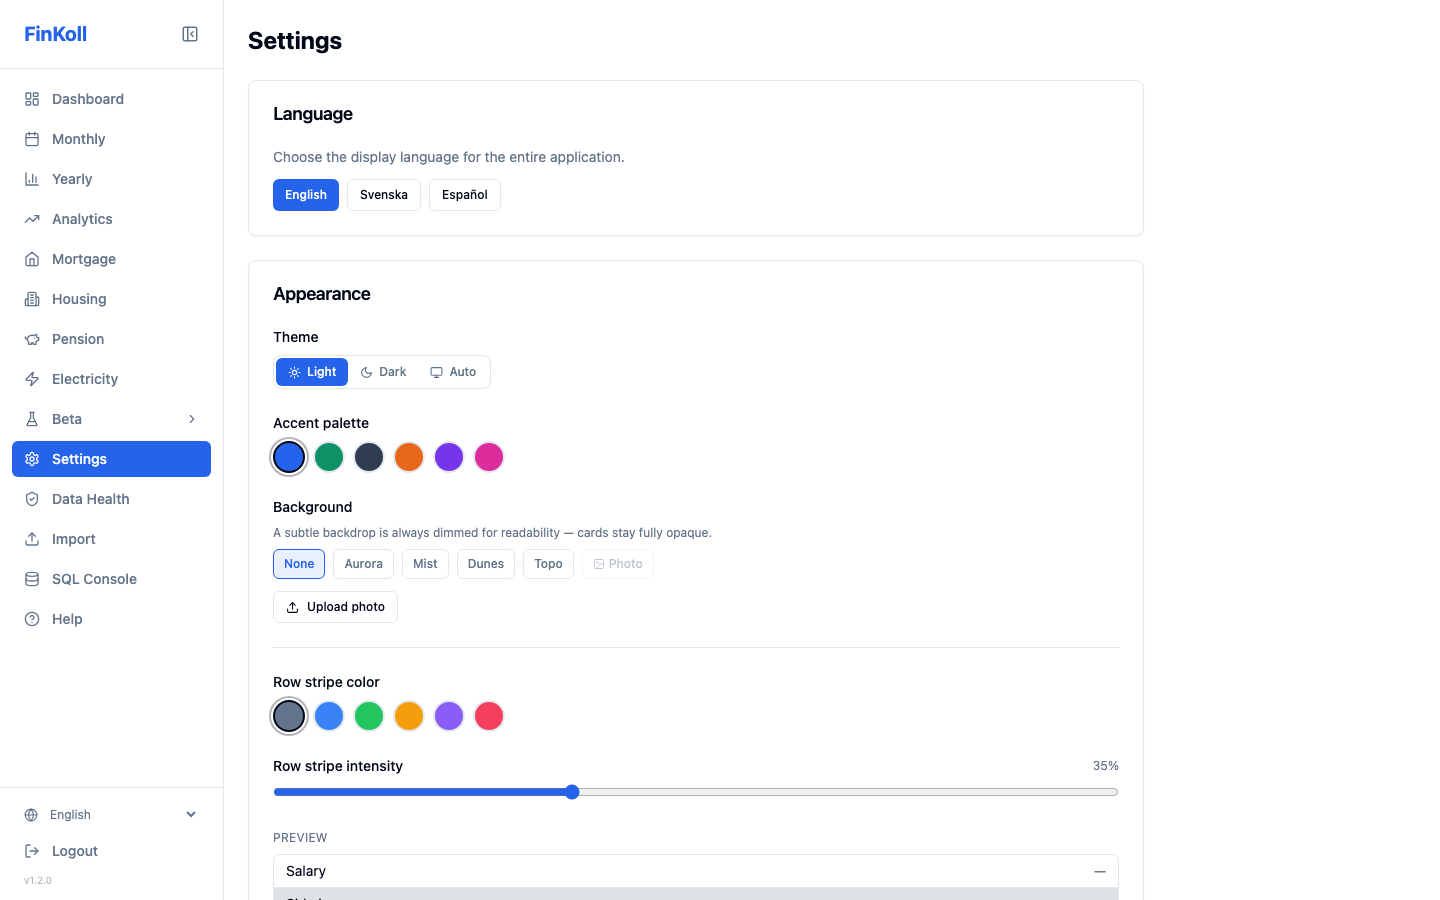 FinKoll
Dashboard
Monthly
Yearly
Analytics
Mortgage
Housing
Pension
Electricity
Beta
Settings
Data Health
Import
SQL Console
Help
English
Logout
v1.2.0
Settings
Language
Choose the display language for the entire application.
English Svenska Español
Appearance
Theme
Light Dark Auto
Accent palette
Background
A subtle backdrop is always dimmed for readability — cards stay fully opaque.
None Aurora Mist Dunes Topo Photo
Upload photo
Row stripe color
Row stripe intensity 35%
PREVIEW
Salary —